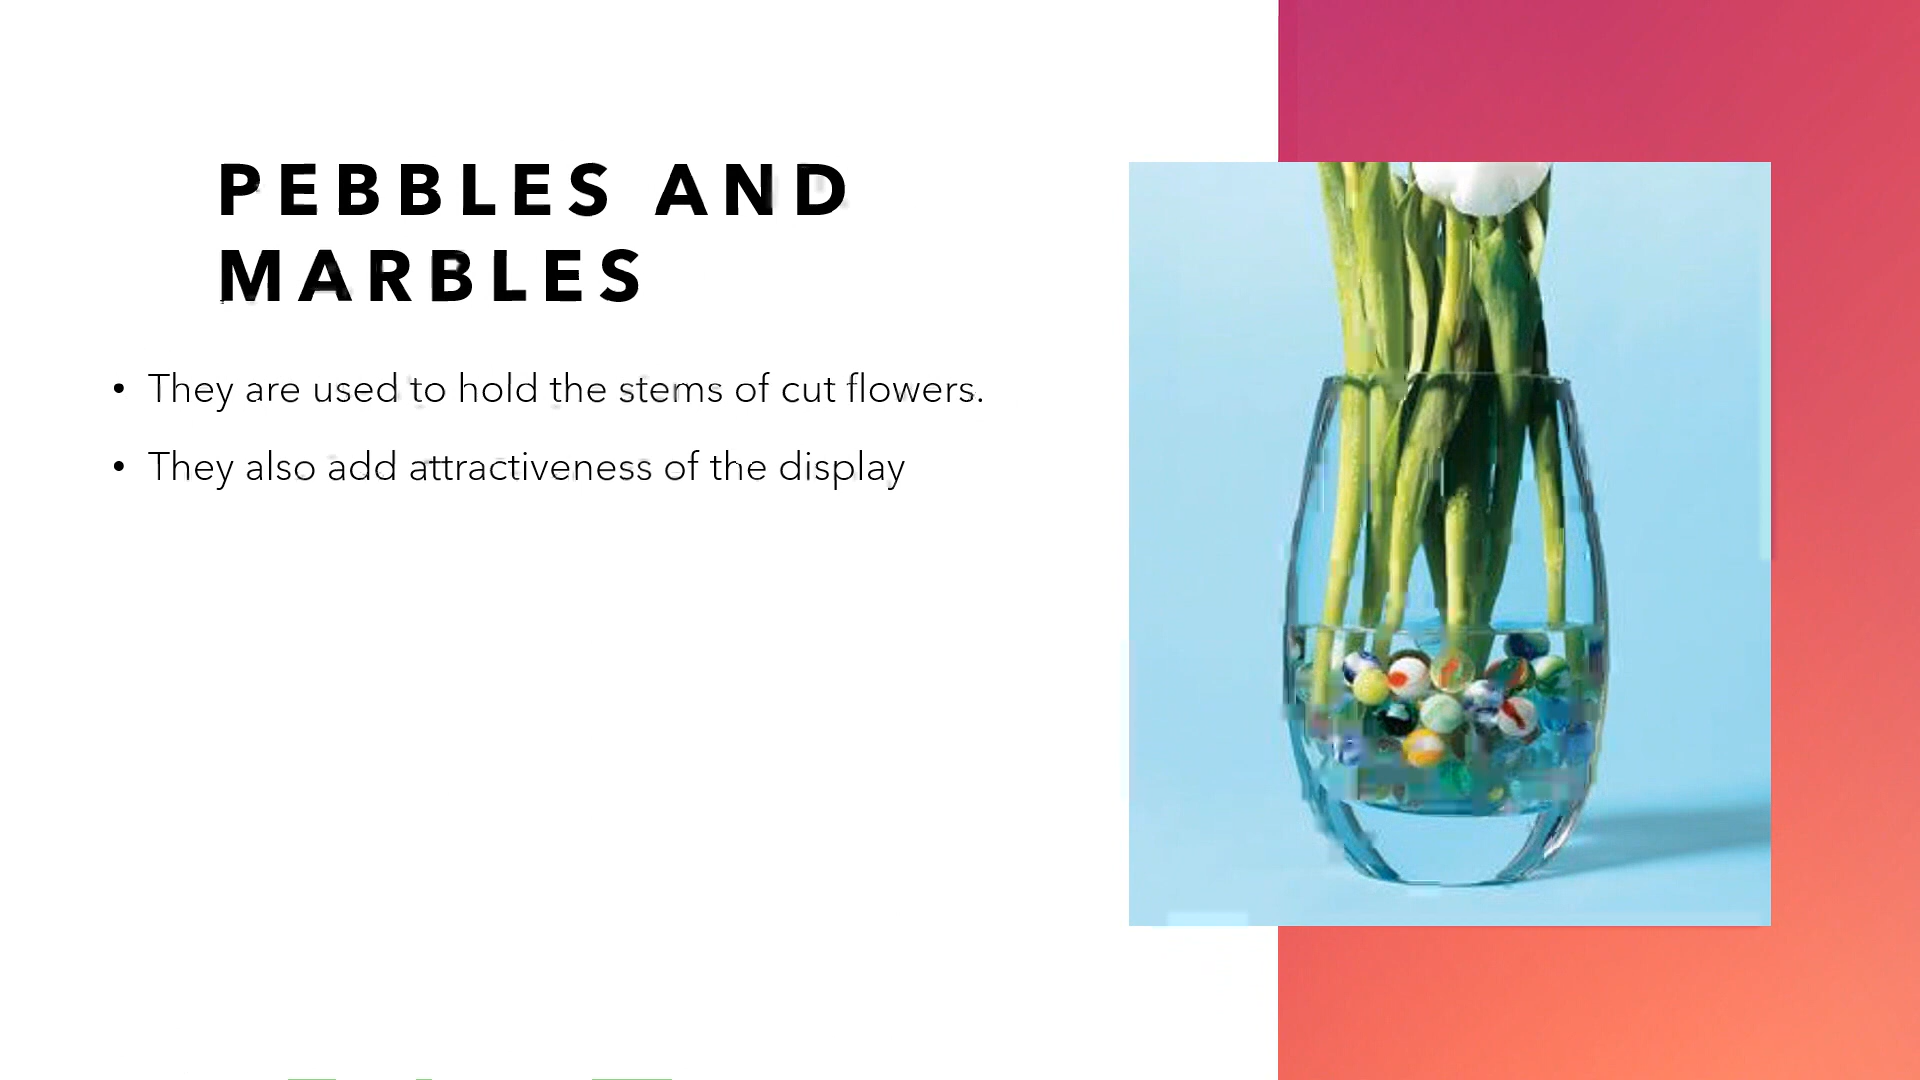 PEBBLES AND
MARBLES
• They are used to hold the stems of cut flowers.
• They also add attractiveness of the display